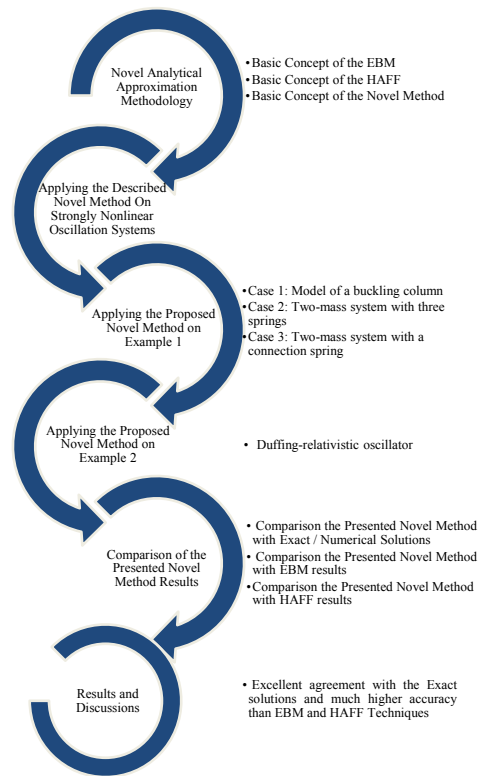 Novel Analytical
Approximation
Methodology
•Basic Concept of the EBM
•Basic Concept of the HAFF
•Basic Concept of the Novel Method
Applying the Described
Novel Method On
Strongly Nonlinear
Oscillation Systems
Applying the Proposed
Novel Method on
Example 1
•Case 1: Model of a buckling column
•Case 2: Two-mass system with three
springs
•Case 3: Two-mass system with a
connection spring
Applying the Proposed
Novel Method on
Example 2
• Duffing-relativistic oscillator
Comparison of the
Presented Novel
Method Results
• Comparison the Presented Novel Method
with Exact / Numerical Solutions
• Comparison the Presented Novel Method
with EBM results
•Comparison the Presented Novel Method
with HAFF results
Results and
Discussions
• Excellent agreement with the Exact
solutions and much higher accuracy
than EBM and HAFF Techniques